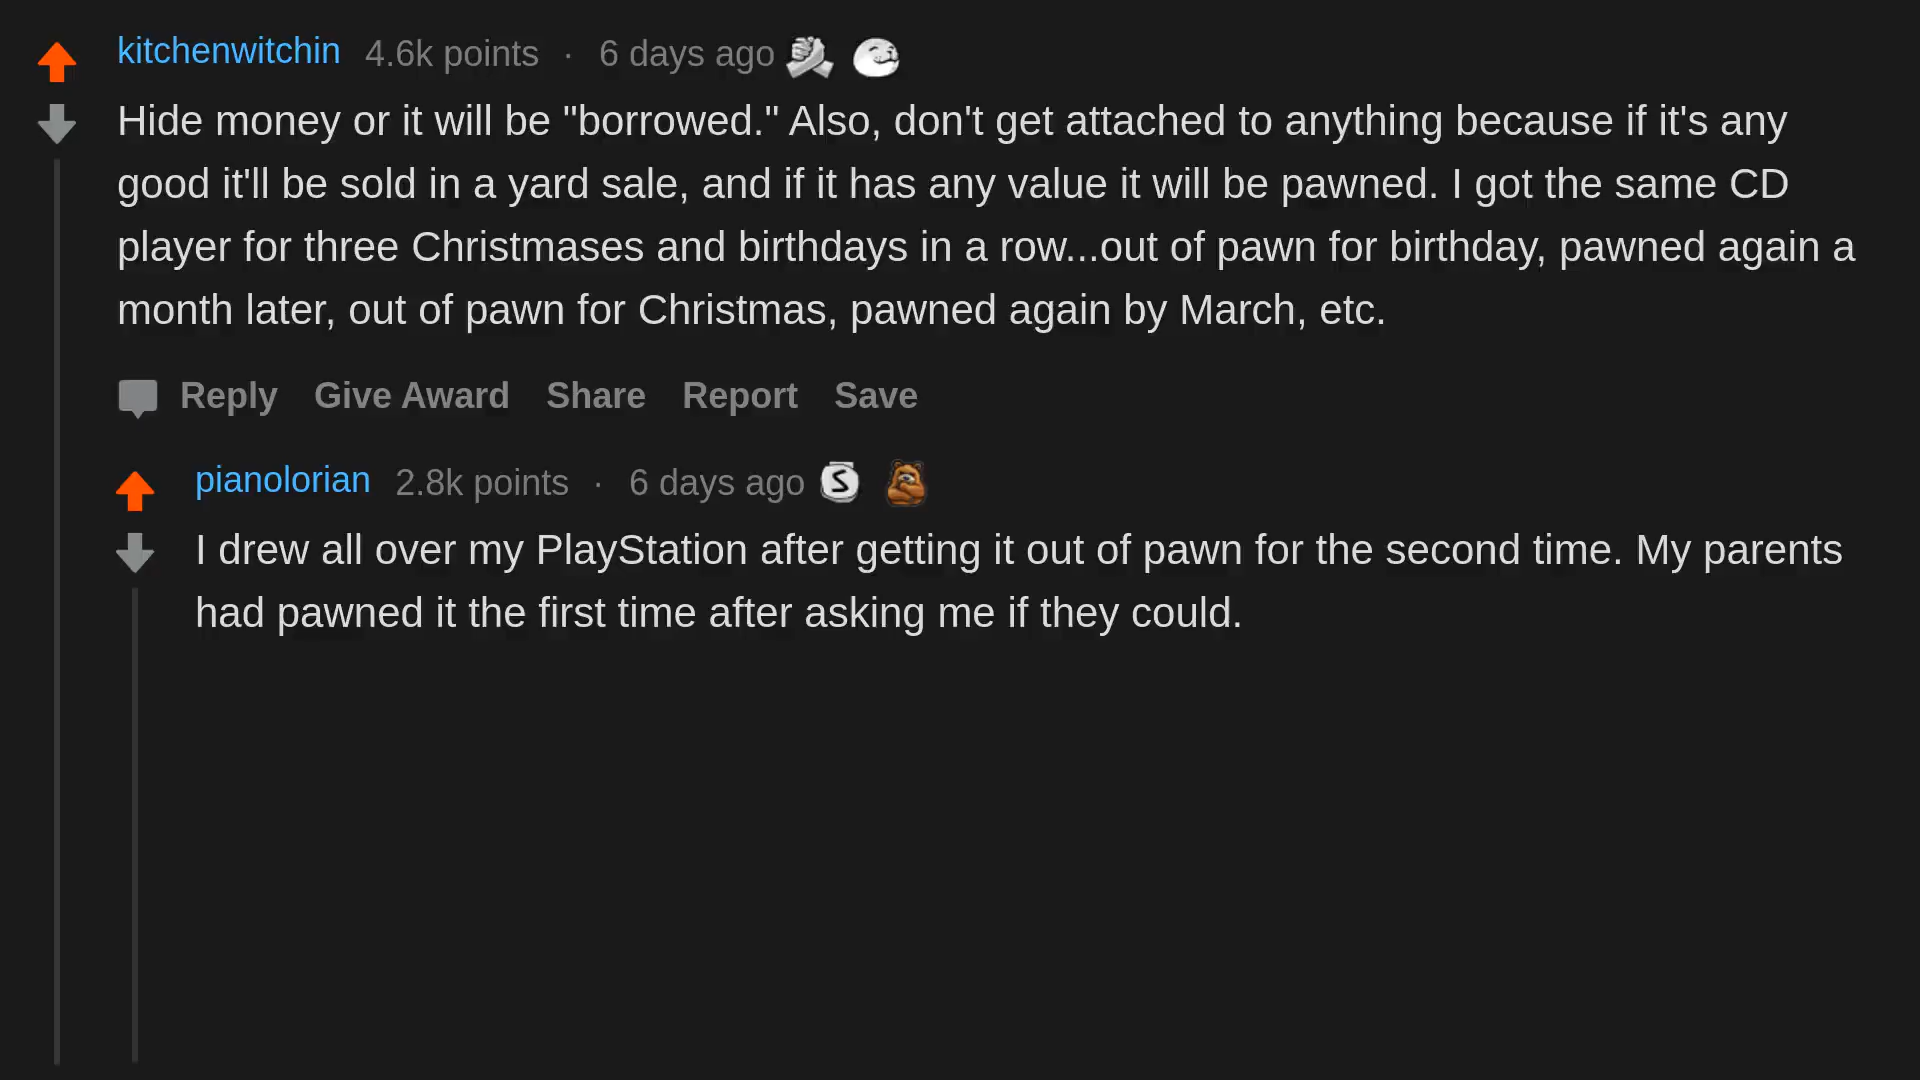 kitchenwitchin 4.6k points · 6 days ago
Hide money or it will be "borrowed." Also, don't get attached to anything because if it's any
good it'll be sold in a yard sale, and if it has any value it will be pawned. I got the same CD
player for three Christmases and birthdays in a row...out of pawn for birthday, pawned again a
month later, out of pawn for Christmas, pawned again by March, etc.
Reply Give Award Share Report Save
pianolorian 2.8k points · 6 days ago S
I drew all over my PlayStation after getting it out of pawn for the second time. My parents
had pawned it the first time after asking me if they could.